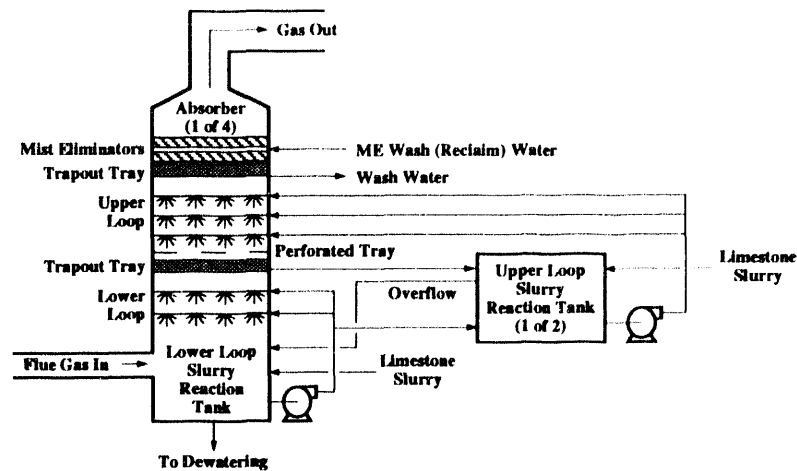 Gas Out
Absorber
(1 of 4)
Mist Eliminators
ME Wash (Reclaim) Water
Trapout Tray
Wash Water
Upper
Loop
Perforated Tray
Trapout Tray
Upper Loop
Slurry
Reaction Tank
(1 of 2)
Limestone
Slurry
Overflow
Lower
Loop
Flue Gas In
Lower Loop
Slurry
Reaction
Tank
Limestone
Slurry
To Dewatering